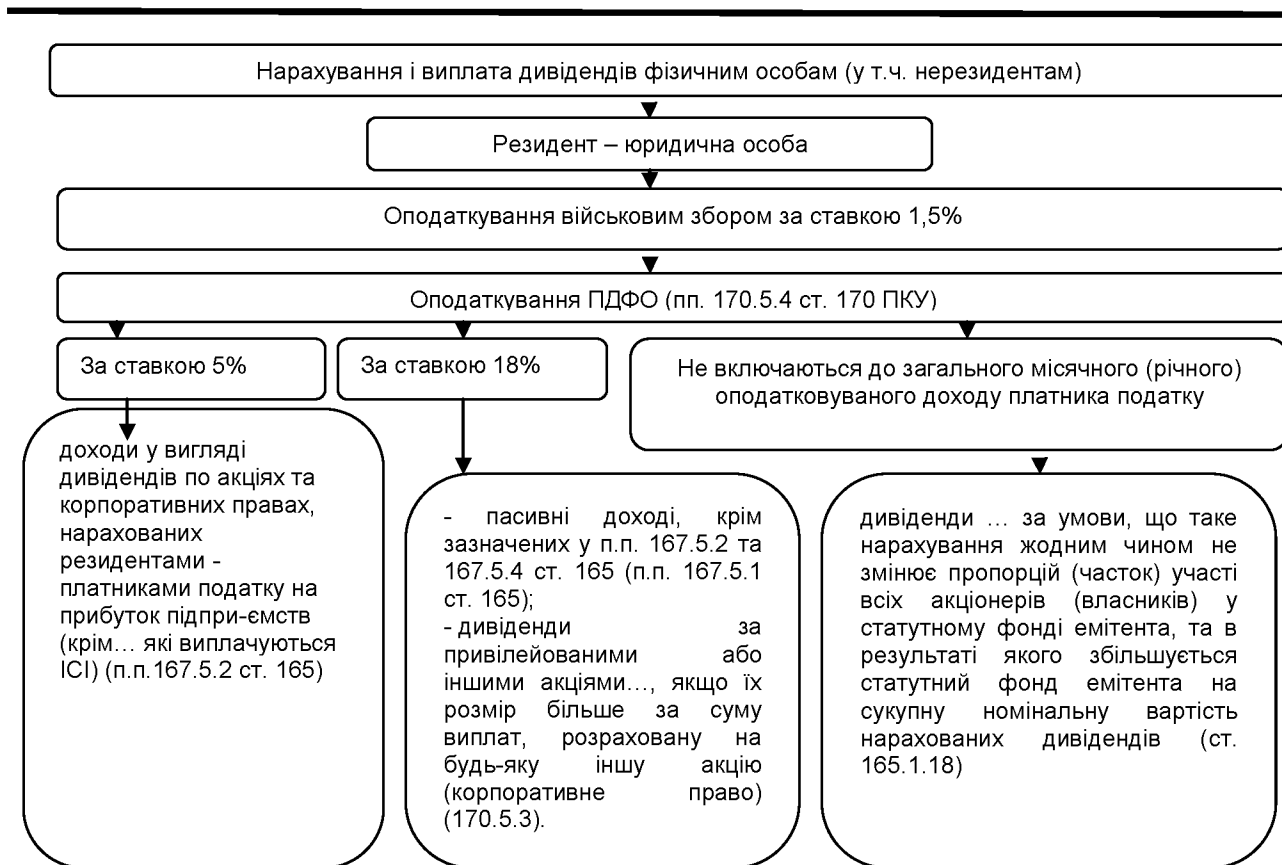 Нарахування і виплата дивідендів фізичним особам (у т.ч. нерезидентам)
Резидент – юридична особа
Оподаткування військовим збором за ставкою 1,5%
Оподаткування ПДФО (пп. 170.5.4 ст. 170 ПКУ)
За ставкою 5%
За ставкою 18%
Не включаються до загального місячного (річного)
оподатковуваного доходу платника податку
доходи у вигляді
дивідендів по акціях та
корпоративних правах,
нарахованих
резидентами -
платниками податку на
прибуток підпри-ємств
(крім… які виплачуються
ІСІ) (п.п.167.5.2 ст. 165)
- пасивні доході, крім
зазначених у п.п. 167.5.2 та
167.5.4 ст. 165 (п.п. 167.5.1
ст. 165);
- дивіденди за
привілейованими або
іншими акціями…, якщо їх
розмір більше за суму
виплат, розраховану на
будь-яку іншу акцію
(корпоративне право)
(170.5.3).
дивіденди … за умови, що таке
нарахування жодним чином не
змінює пропорцій (часток) участі
всіх акціонерів (власників) у
статутному фонді емітента, та в
результаті якого збільшується
статутний фонд емітента на
сукупну номінальну вартість
нарахованих дивідендів (ст.
165.1.18)